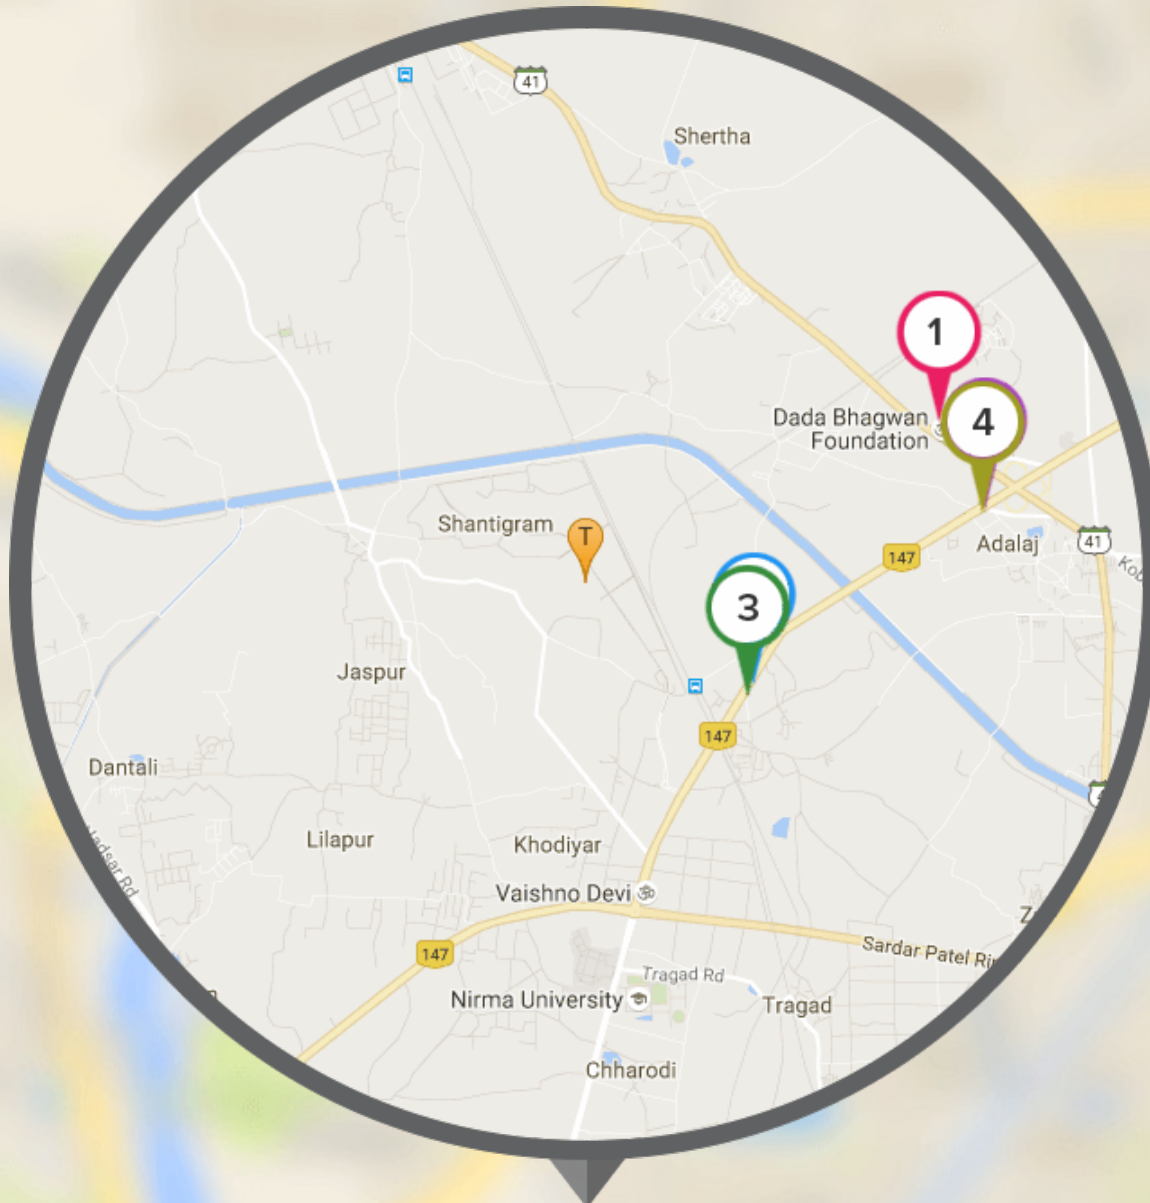 41
Shertha
1
Dada Bhagwan
Foundation
4
Shantigram
T
147
Adalaj
41
3
Jaspur
147
Dantali
Lilapur
Khodiyar
Vaishno Devi
147
Sardar Patel
Tragad Rd
Nirma University
Tragad
Chharodi